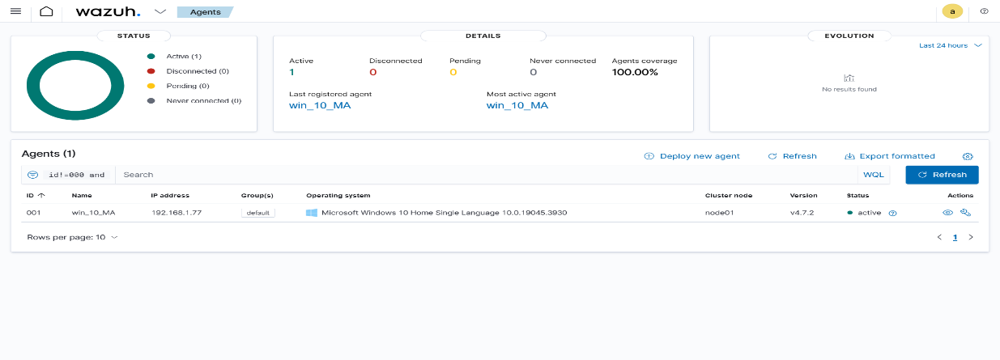 wazuh. Agents a
STATUS
Active (1)
Disconnected (0)
Pending (0)
Never connected (0)
DETAILS
Active Disconnected Pending Never connected Agents coverage
1 0 0 0 100.00%
Last registered agent Most active agent
win_10_MA win_10_MA
EVOLUTION
Last 24 hours
No results found
Agents (1)
Deploy new agent Refresh Export formatted
id!=000 and Search WQL Refresh
ID Name IP address Group(s) Operating system Cluster node Version Status Actions
001 win_10_MA 192.168.1.77 default Microsoft Windows 10 Home Single Language 10.0.19045.3930 node01 v4.7.2 active
Rows per page: 10 1